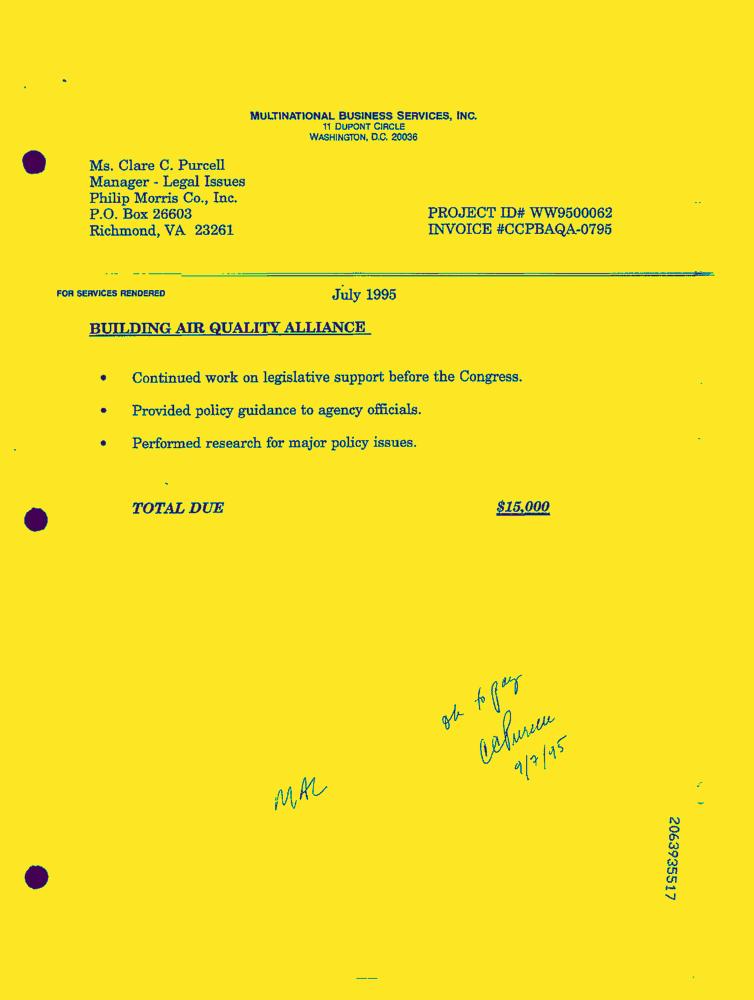 MULTINATIONAL BUSINESS SERVICES, INC.
11 DUPONT CIRCLE
WASHINGTON, D.C. 20036
Ms. Clare C. Purcell
Manager - Legal Issues
Philip Morris Co., Inc.
P.O. Box 26603
Richmond, VA 23261
PROJECT ID# WW9500062
INVOICE #CCPBAQA-0795
FOR SERVICES RENDERED
July 1995
BUILDING AIR QUALITY ALLIANCE
• Continued work on legislative support before the Congress.
• Provided policy guidance to agency officials.
• Performed research for major policy issues.
TOTAL DUE $15,000
ok to pay
CCPurcell
9/7/95
MAL
2063935517